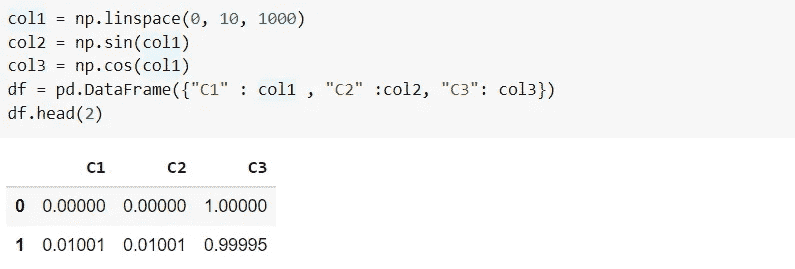 col1 = np.linspace(0, 10, 1000)
col2 = np.sin(col1)
col3 = np.cos(col1)
df = pd.DataFrame({"C1" : col1 , "C2" :col2, "C3": col3})
df.head(2)
C1 C2 C3
0 0.00000 0.00000 1.00000
1 0.01001 0.01001 0.99995